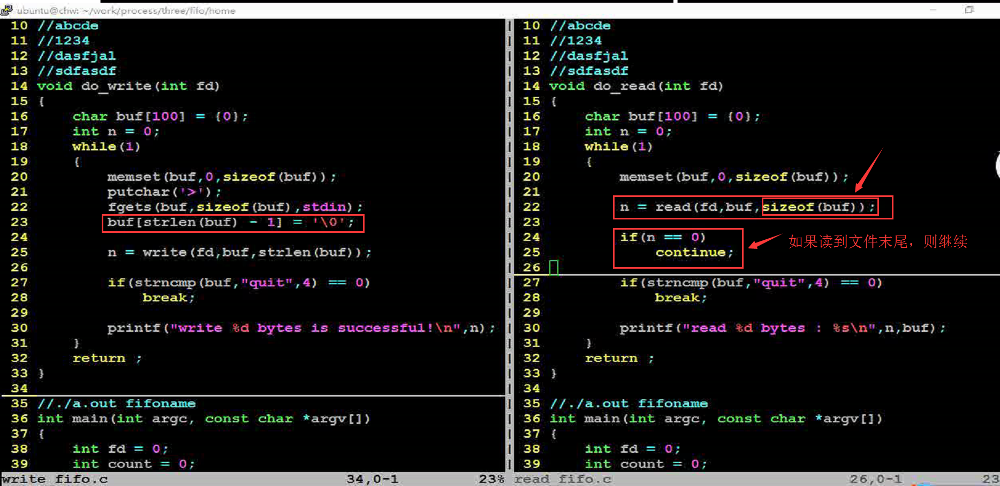 ubuntu@chw: ~/work/process/three/fifo/home
10 //abcde
11 //1234
12 //dasfjal
13 //sdfasdf
14 void do_write(int fd)
15 {
16     char buf[100] = {0};
17     int n = 0;
18     while(1)
19     {
20         memset(buf,0,sizeof(buf));
21         putchar('>');
22         fgets(buf,sizeof(buf),stdin);
23         buf[strlen(buf) - 1] = '\0';
24
25         n = write(fd,buf,strlen(buf));
26
27         if(strncmp(buf,"quit",4) == 0)
28             break;
29
30         printf("write %d bytes is successful!\n",n);
31     }
32     return ;
33 }
34
35 //./a.out fifoname
36 int main(int argc, const char *argv[])
37 {
38     int fd = 0;
39     int count = 0;
write fifo.c 34,0-1 23%
10 //abcde
11 //1234
12 //dasfjal
13 //sdfasdf
14 void do_read(int fd)
15 {
16     char buf[100] = {0};
17     int n = 0;
18     while(1)
19     {
20         memset(buf,0,sizeof(buf));
21
22         n = read(fd,buf,sizeof(buf));
23
24         if(n == 0)
如果读到文件末尾，则继续
25             continue;
26
27         if(strncmp(buf,"quit",4) == 0)
28             break;
29
30         printf("read %d bytes : %s\n",n,buf);
31     }
32     return ;
33 }
34
35 //./a.out fifoname
36 int main(int argc, const char *argv[])
37 {
38     int fd = 0;
39     int count = 0;
read fifo.c 26,0-1 23